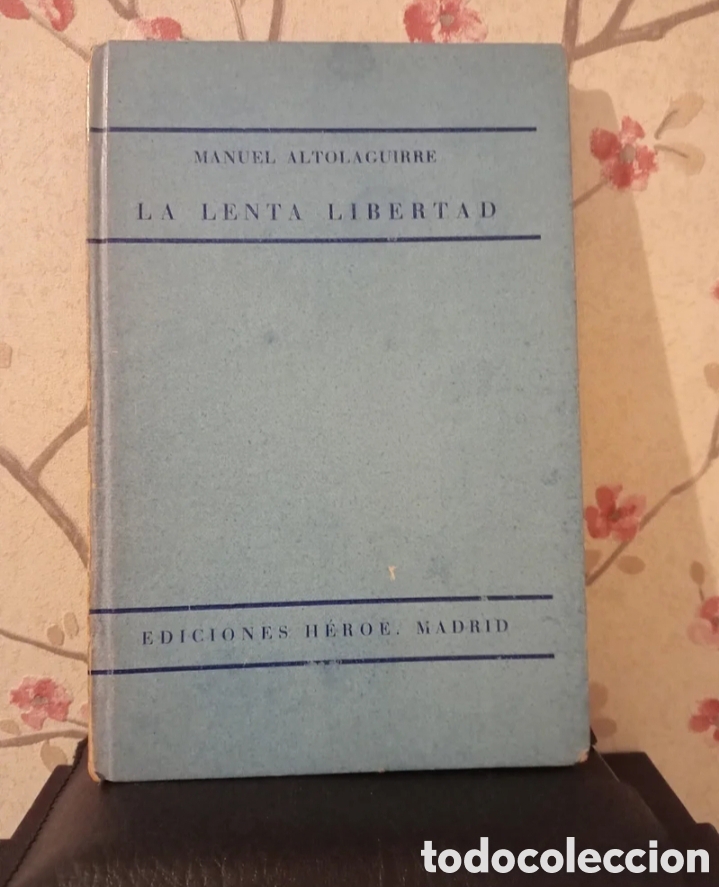 MANUEL ALTOLAGUIRRE
LA LENTA LIBERTAD
EDICIONES HÉROE. MADRID
todocoleccion